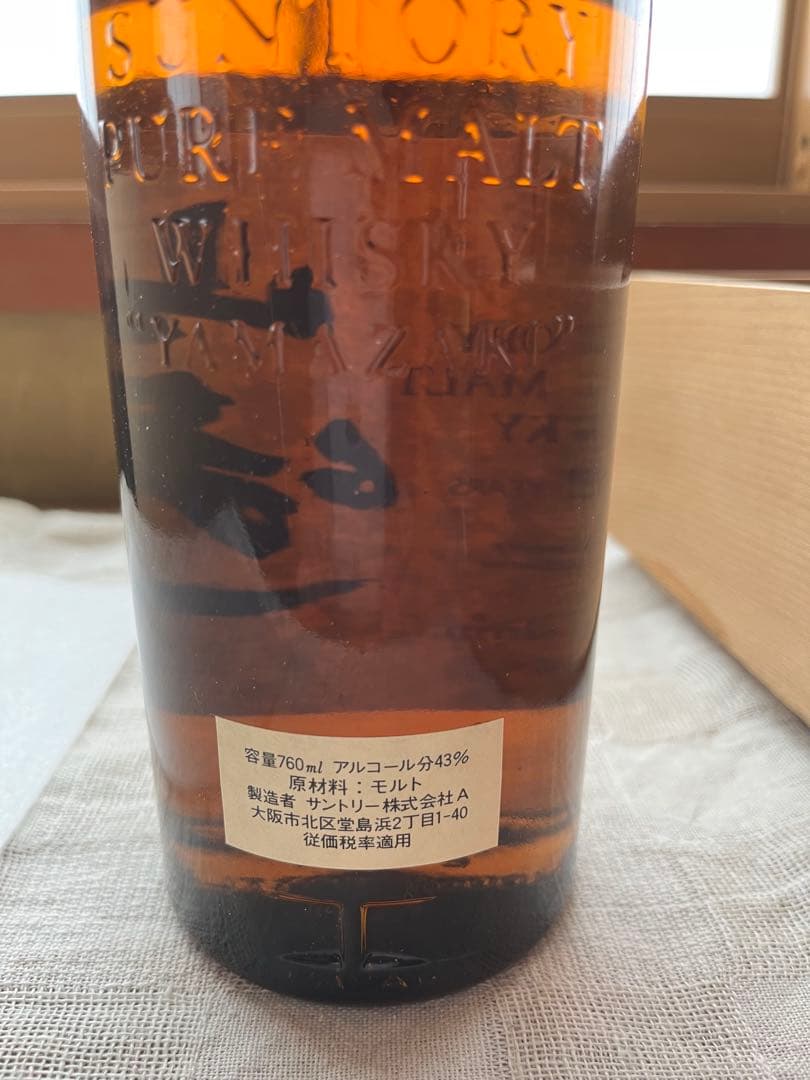 SUNTORY
PURE MALT
WHISKY
"YAMAZAKI"
MALT
容量760ml アルコール分43%
原材料：モルト
製造者 サントリー株式会社A
大阪市北区堂島浜2丁目1-40
従価税率適用